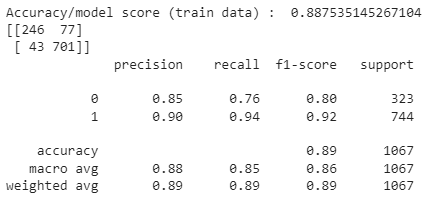 Accuracy/model score (train data) :  0.887535145267104
[[246  77]
 [ 43 701]]
              precision    recall  f1-score   support

           0       0.85      0.76      0.80       323
           1       0.90      0.94      0.92       744

    accuracy                           0.89      1067
   macro avg       0.88      0.85      0.86      1067
weighted avg       0.89      0.89      0.89      1067